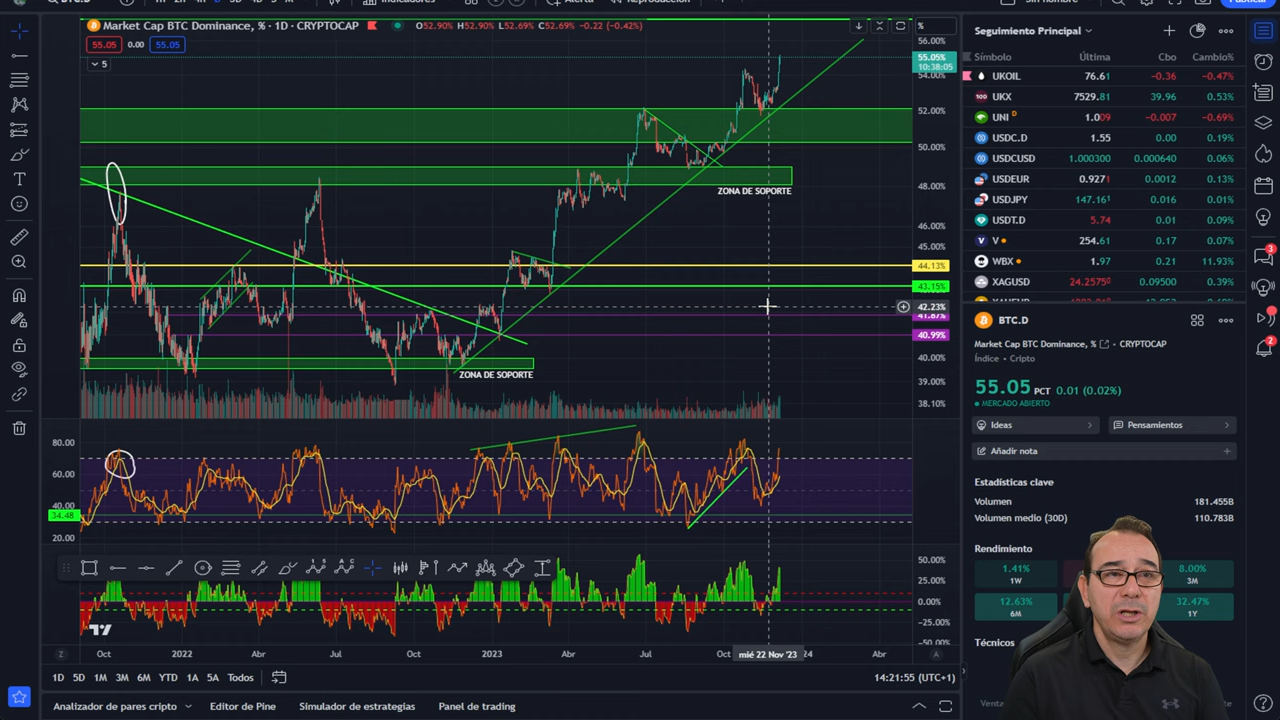 Market Cap BTC Dominance, % · 1D · CRYPTOCAP
O52.90% H52.90% L52.69% C52.69% -0.22 (-0.42%)
55.05 0.00 55.05
5
%
56.00%
55.05%
10:38:05
54.00%
52.00%
50.00%
48.00%
ZONA DE SOPORTE
46.00%
45.00%
44.13%
43.15%
42.23%
40.99%
40.00%
ZONA DE SOPORTE
39.00%
38.10%
80.00
60.00
40.00
34.48
20.00
50.00%
25.00%
0.00%
-25.00%
-50.00%
Z Oct 2022 Abr Jul Oct 2023 Abr Jul Oct mié 22 Nov '23 24 Abr A
1D 5D 1M 3M 6M YTD 1A 5A Todos
14:21:55 (UTC+1)
Analizador de pares cripto Editor de Pine Simulador de estrategias Panel de trading
Seguimiento Principal
Símbolo Última Cbo Cambio%
UKOIL 76.61 -0.36 -0.47%
UKX 7529.81 39.96 0.53%
UNI D 1.009 -0.007 -0.69%
USDC.D 1.55 0.00 0.19%
USDCUSD 1.000300 0.000640 0.06%
USDEUR 0.9271 0.0012 0.13%
USDJPY 147.161 0.016 0.01%
USDT.D 5.74 0.01 0.09%
V 254.61 0.17 0.07%
WBX 1.97 0.21 11.93%
XAGUSD 24.2575 0.09500 0.39%
BTC.D
Market Cap BTC Dominance, % · CRYPTOCAP
Índice · Cripto
55.05 PCT 0.01 (0.02%)
MERCADO ABIERTO
Ideas Pensamientos
Añadir nota
Estadísticas clave
Volumen 181.455B
Volumen medio (30D) 110.783B
Rendimiento
1.41% 8.00%
1W 3M
12.63% 32.47%
6M 1Y
Técnicos